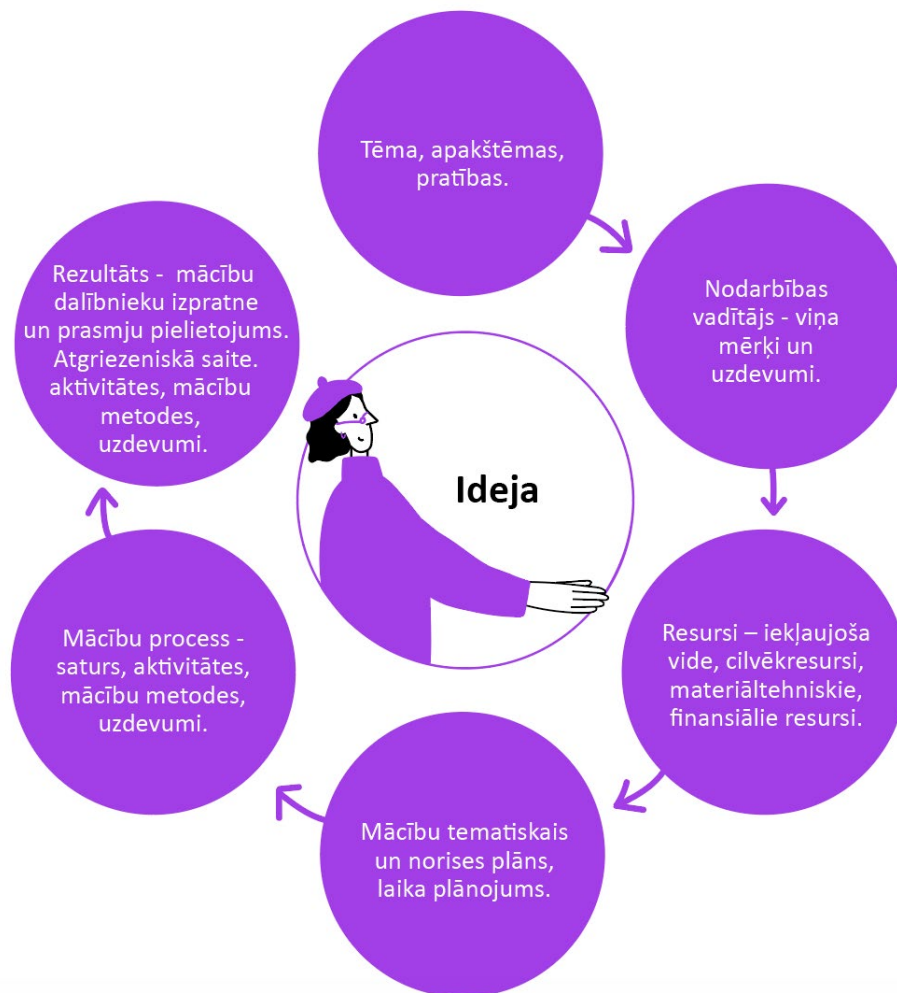 Tēma, apakštēmas,
pratības.
Nodarbības
vadītājs - viņa
mērķi un
uzdevumi.
Resursi – iekļaujoša
vide, cilvēkresursi,
materiāltehniskie,
finansiālie resursi.
Mācību tematiskais
un norises plāns,
laika plānojums.
Mācību process -
saturs, aktivitātes,
mācību metodes,
uzdevumi.
Rezultāts - mācību
dalībnieku izpratne
un prasmju pielietojums.
Atgriezeniskā saite.
aktivitātes, mācību
metodes,
uzdevumi.
Ideja